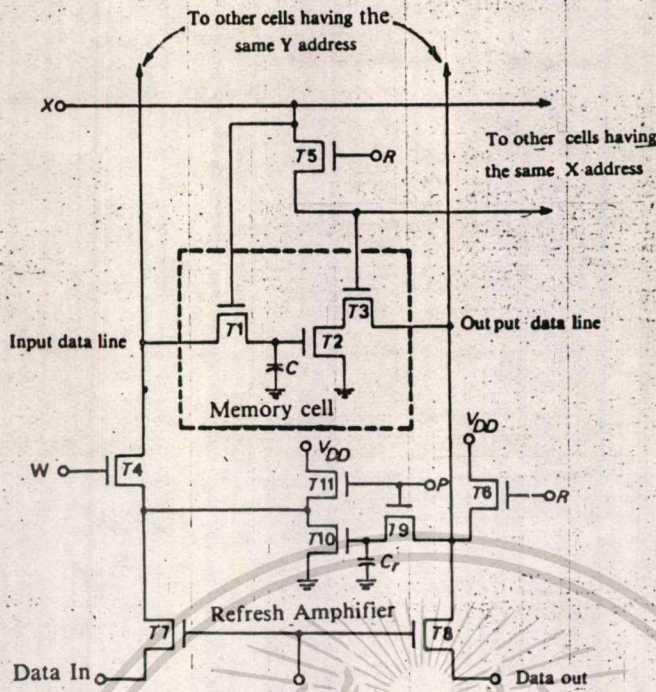 To other cells having the
same Y address
X
To other cells having
the same X address
T5
R
T3
T1
T2
Input data line
Output data line
C
Memory cell
VDD
VDD
W
T4
T11
P
T6
R
T10
T9
Cr
Refresh Amphifier
T7
T8
Data In
Data out